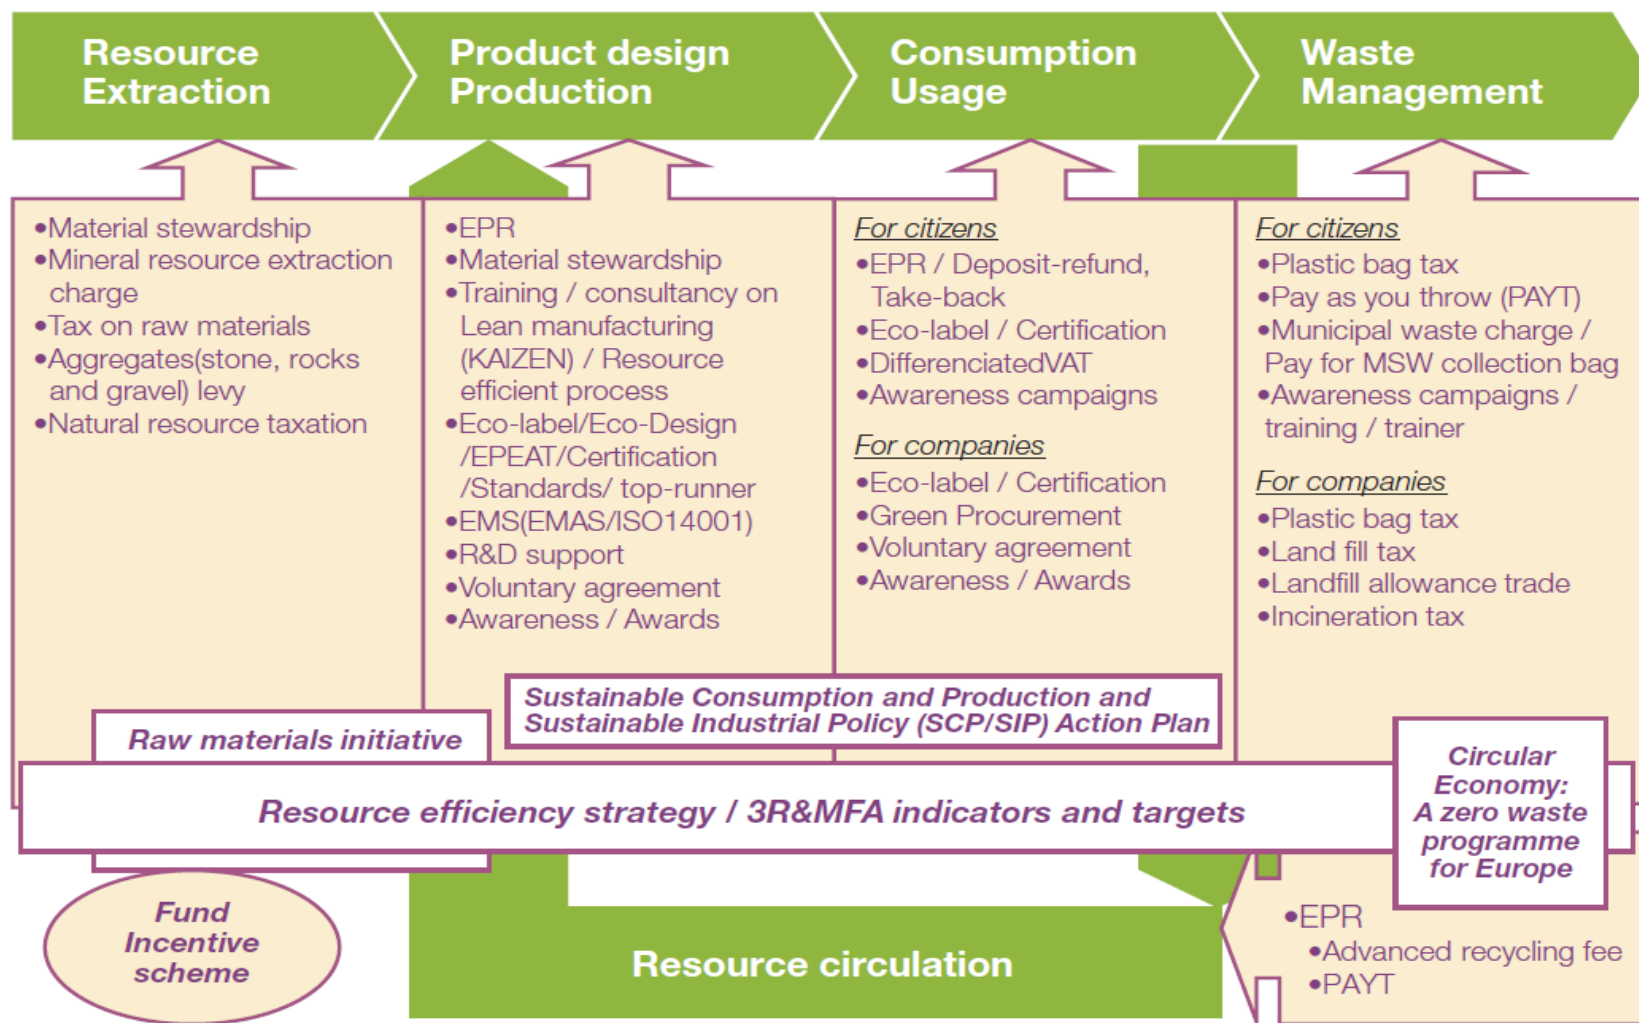 Resource
Extraction
Product design
Production
Consumption
Usage
Waste
Management
•Material stewardship
•Mineral resource extraction
charge
•Tax on raw materials
•Aggregates(stone, rocks
and gravel) levy
•Natural resource taxation
•EPR
•Material stewardship
•Training / consultancy on
Lean manufacturing
(KAIZEN) / Resource
efficient process
•Eco-label/Eco-Design
/EPEAT/Certification
/Standards/ top-runner
•EMS(EMAS/ISO14001)
•R&D support
•Voluntary agreement
•Awareness / Awards
For citizens
•EPR / Deposit-refund,
Take-back
•Eco-label / Certification
•DifferenciatedVAT
•Awareness campaigns
For companies
•Eco-label / Certification
•Green Procurement
•Voluntary agreement
•Awareness / Awards
For citizens
•Plastic bag tax
•Pay as you throw (PAYT)
•Municipal waste charge /
Pay for MSW collection bag
•Awareness campaigns /
training / trainer
For companies
•Plastic bag tax
•Land fill tax
•Landfill allowance trade
•Incineration tax
Sustainable Consumption and Production and
Sustainable Industrial Policy (SCP/SIP) Action Plan
Raw materials initiative
Resource efficiency strategy / 3R&MFA indicators and targets
Circular
Economy:
A zero waste
programme
for Europe
Fund
Incentive
scheme
Resource circulation
•EPR
•Advanced recycling fee
•PAYT